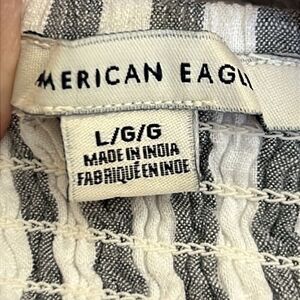 MERICAN EAGL
L/G/G
MADE IN INDIA
FABRIQUÉ EN INDE